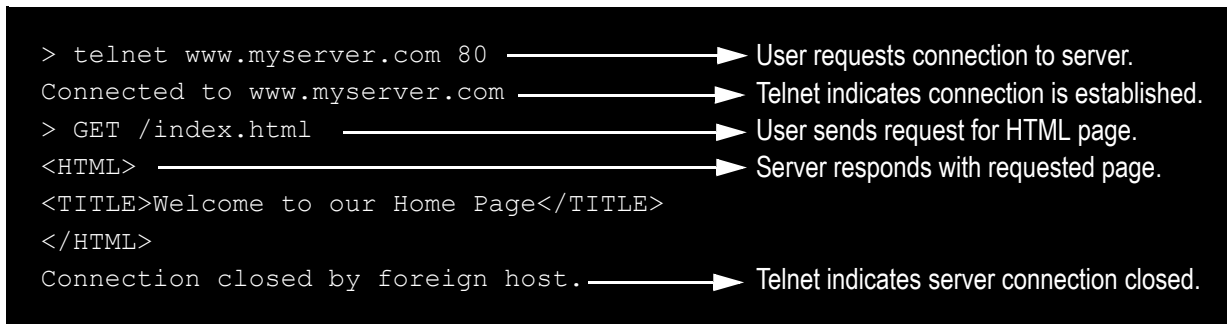 > telnet www.myserver.com 80 User requests connection to server.
Connected to www.myserver.com Telnet indicates connection is established.
> GET /index.html User sends request for HTML page.
<HTML> Server responds with requested page.
<TITLE>Welcome to our Home Page</TITLE>
</HTML>
Connection closed by foreign host. Telnet indicates server connection closed.